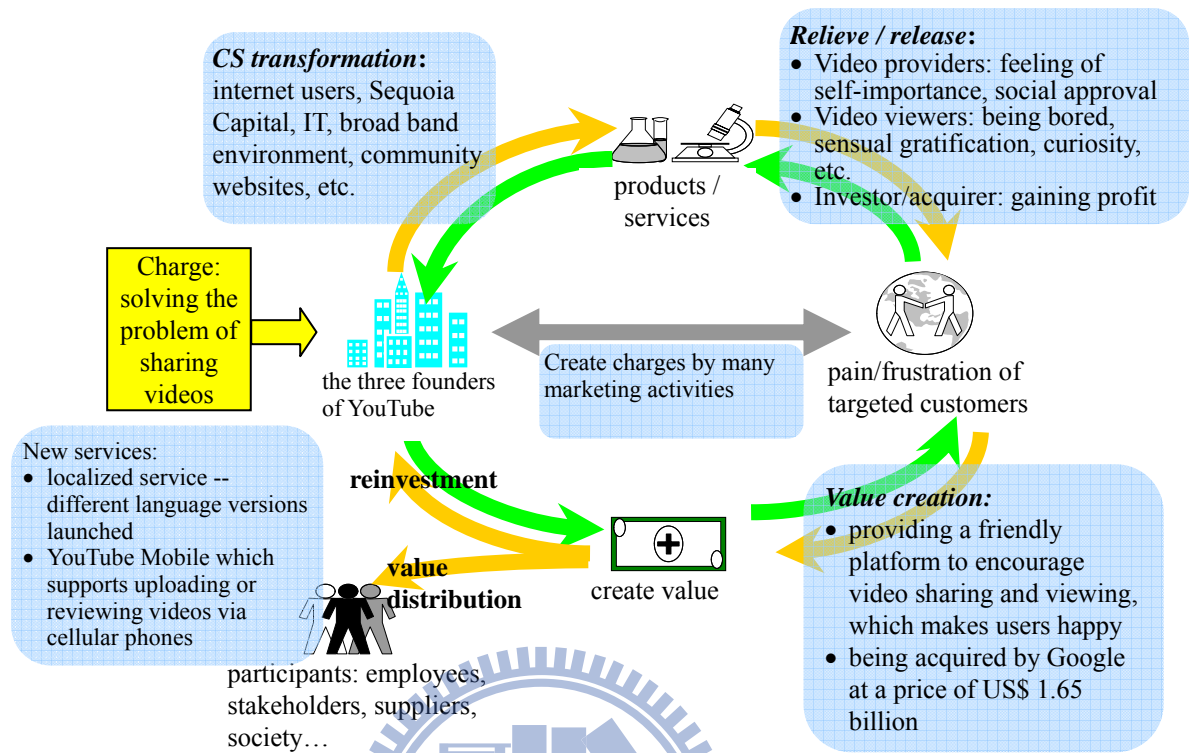 CS transformation:
internet users, Sequoia
Capital, IT, broad band
environment, community
websites, etc.
Relieve / release:
• Video providers: feeling of
self-importance, social approval
• Video viewers: being bored,
sensual gratification, curiosity,
etc.
• Investor/acquirer: gaining profit
products /
services
Charge:
solving the
problem of
sharing
videos
the three founders
of YouTube
Create charges by many
marketing activities
pain/frustration of
targeted customers
New services:
• localized service --
different language versions
launched
• YouTube Mobile which
supports uploading or
reviewing videos via
cellular phones
reinvestment
value
distribution
create value
Value creation:
• providing a friendly
platform to encourage
video sharing and viewing,
which makes users happy
• being acquired by Google
at a price of US$ 1.65
billion
participants: employees,
stakeholders, suppliers,
society…